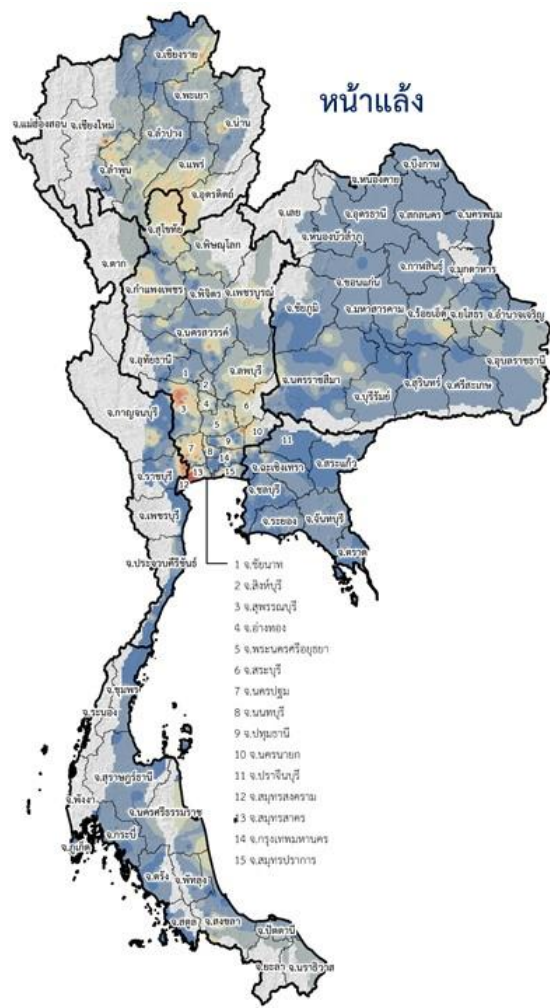 หน้าแล้ง
จ.เชียงราย
จ.พะเยา
จ.แม่ฮ่องสอน
จ.เชียงใหม่
จ.ลำปาง
จ.น่าน
จ.ลำพูน
จ.แพร่
จ.อุตรดิตถ์
จ.สุโขทัย
จ.พิษณุโลก
จ.ตาก
จ.กำแพงเพชร
จ.พิจิตร
จ.เพชรบูรณ์
จ.นครสวรรค์
จ.อุทัยธานี
จ.ลพบุรี
จ.บึงกาฬ
จ.หนองคาย
จ.เลย
จ.อุดรธานี
จ.สกลนคร
จ.นครพนม
จ.หนองบัวลำภู
จ.กาฬสินธุ์
จ.มุกดาหาร
จ.ขอนแก่น
จ.ชัยภูมิ
จ.มหาสารคาม
จ.ร้อยเอ็ด
จ.ยโสธร
จ.อำนาจเจริญ
จ.อุบลราชธานี
จ.นครราชสีมา
จ.บุรีรัมย์
จ.สุรินทร์
จ.ศรีสะเกษ
1
2
3
4
5
6
7
8
9
10
11
12
13
14
15
จ.กาญจนบุรี
จ.ราชบุรี
จ.เพชรบุรี
จ.ประจวบคีรีขันธ์
จ.ฉะเชิงเทรา
จ.สระแก้ว
จ.ชลบุรี
จ.ระยอง
จ.จันทบุรี
จ.ตราด
1 จ.ชัยนาท
2 จ.สิงห์บุรี
3 จ.สุพรรณบุรี
4 จ.อ่างทอง
5 จ.พระนครศรีอยุธยา
6 จ.สระบุรี
7 จ.นครปฐม
8 จ.นนทบุรี
9 จ.ปทุมธานี
10 จ.นครนายก
11 จ.ปราจีนบุรี
12 จ.สมุทรสงคราม
13 จ.สมุทรสาคร
14 จ.กรุงเทพมหานคร
15 จ.สมุทรปราการ
จ.ชุมพร
จ.ระนอง
จ.สุราษฎร์ธานี
จ.พังงา
จ.นครศรีธรรมราช
จ.กระบี่
จ.ภูเก็ต
จ.ตรัง
จ.พัทลุง
จ.สตูล
จ.สงขลา
จ.ปัตตานี
จ.ยะลา
จ.นราธิวาส